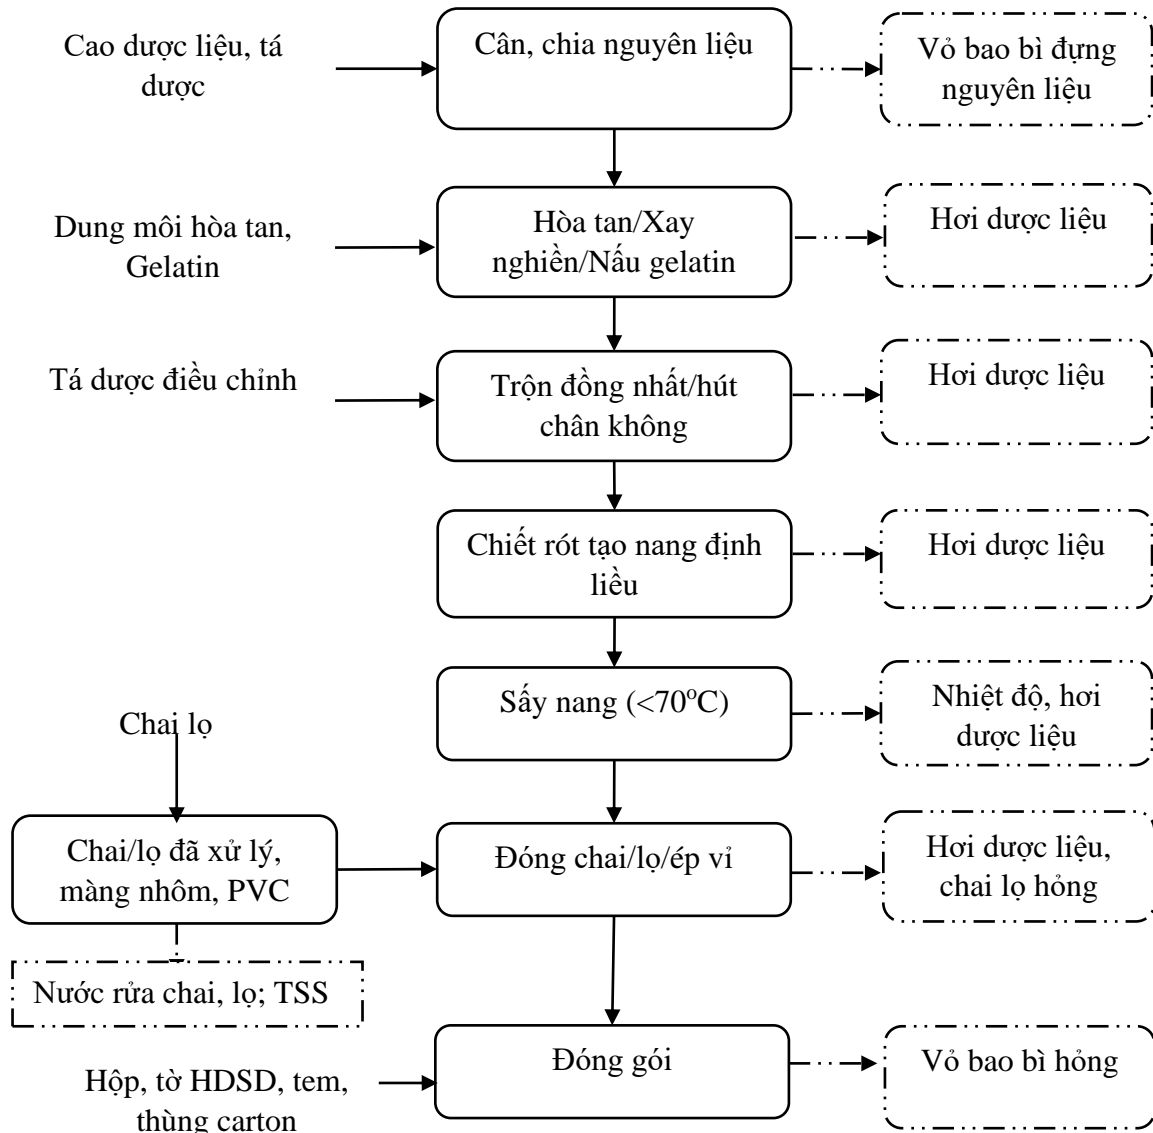 Cao dược liệu, tá
dược
Cân, chia nguyên liệu
Vỏ bao bì đựng
nguyên liệu
Dung môi hòa tan,
Gelatin
Hòa tan/Xay
nghiền/Nấu gelatin
Hơi dược liệu
Tá dược điều chỉnh
Trộn đồng nhất/hút
chân không
Hơi dược liệu
Chiết rót tạo nang định
liều
Hơi dược liệu
Sấy nang (<70°C)
Nhiệt độ, hơi
dược liệu
Chai lọ
Chai/lọ đã xử lý,
màng nhôm, PVC
Đóng chai/lọ/ép vỉ
Hơi dược liệu,
chai lọ hỏng
Nước rửa chai, lọ; TSS
Hộp, tờ HDSD, tem,
thùng carton
Đóng gói
Vỏ bao bì hỏng